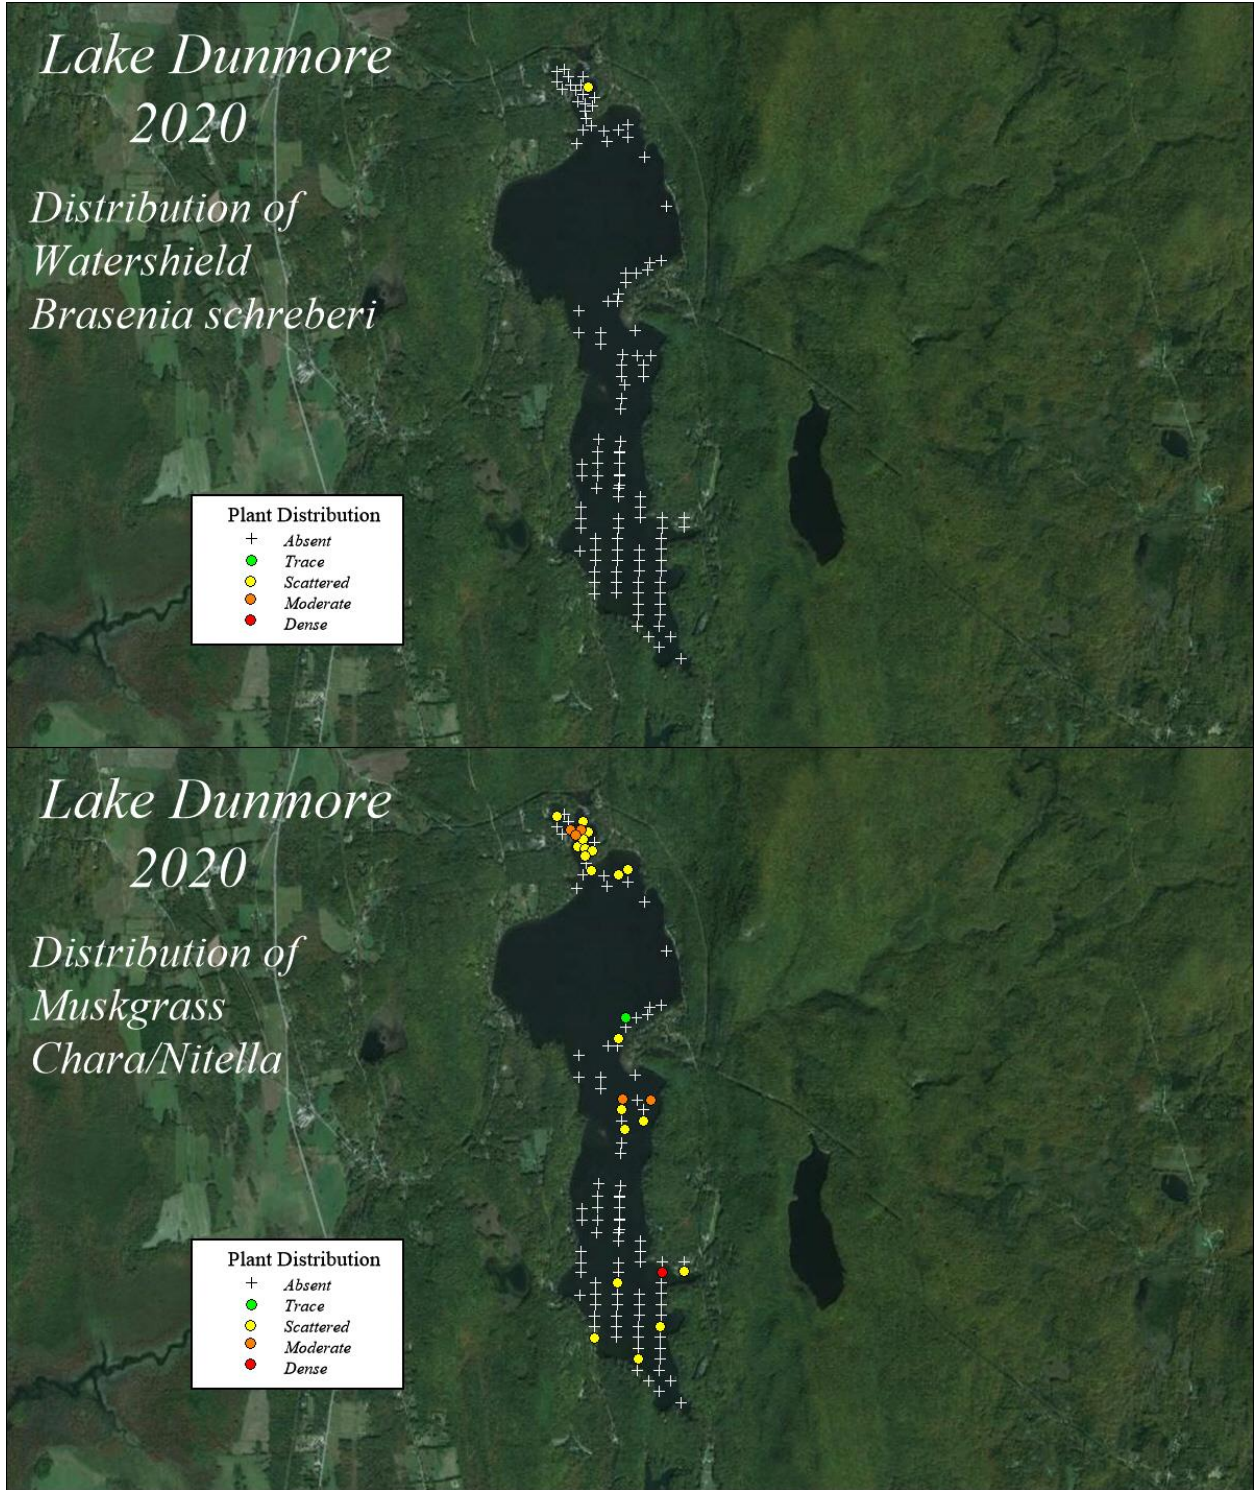 Lake Dunmore
2020
Distribution of
Watershield
Brasenia schreberi
Plant Distribution
Absent
Trace
Scattered
Moderate
Dense
Lake Dunmore
2020
Distribution of
Muskgrass
Chara/Nitella
Plant Distribution
Absent
Trace
Scattered
Moderate
Dense